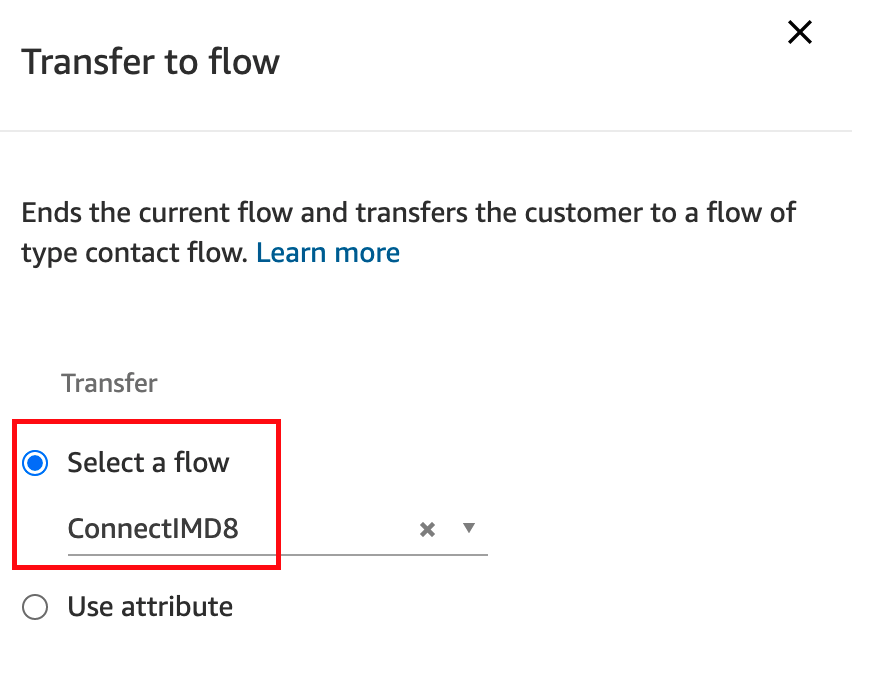 Transfer to flow
Ends the current flow and transfers the customer to a flow of
type contact flow. Learn more
Transfer
Select a flow
ConnectIMD8
Use attribute